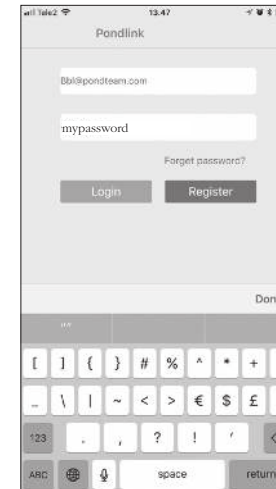 Tele2 13.47
Pondlink
Bbl@pondteam.com
mypassword
Forget password?
Login Register
Don
[ ] { } # % ^ * +
_ \ | ~ < > € $ £
123 . , ? ! '
ABC space return